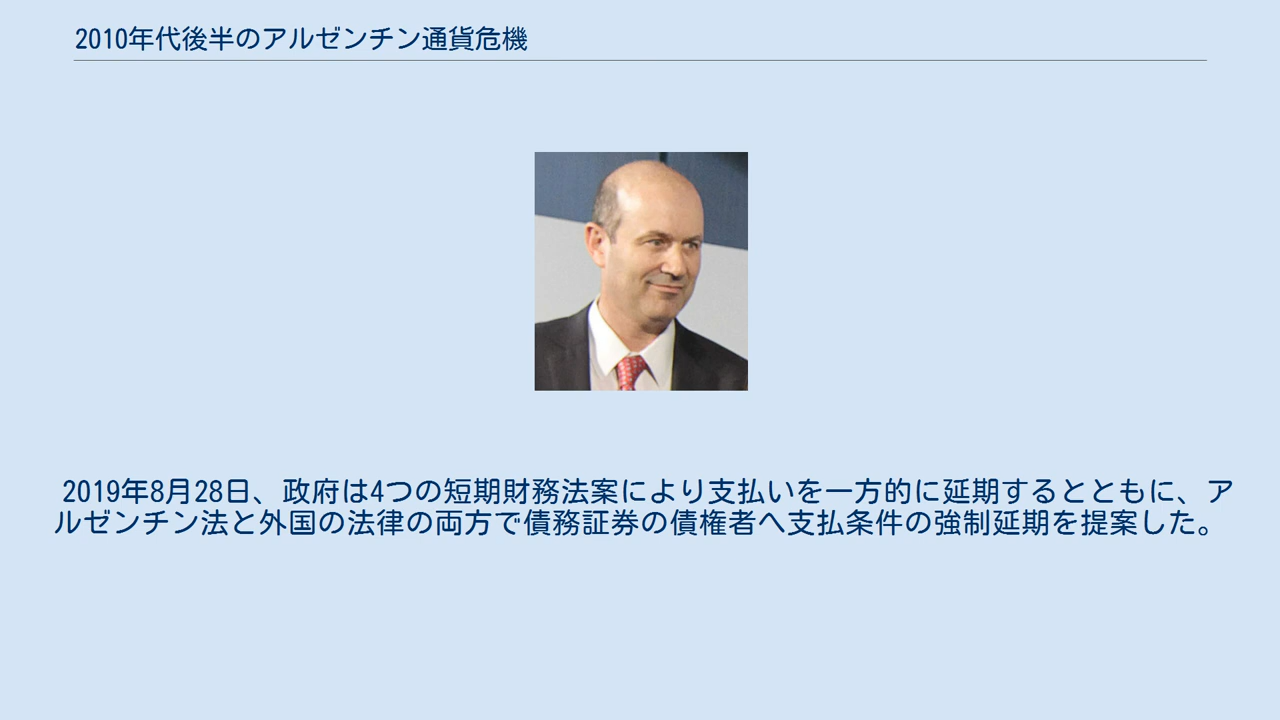 2010年代後半のアルゼンチン通貨危機
2019年8月28日、政府は4つの短期財務法案により支払いを一方的に延期するとともに、ア
ルゼンチン法と外国の法律の両方で債務証券の債権者へ支払条件の強制延期を提案した。